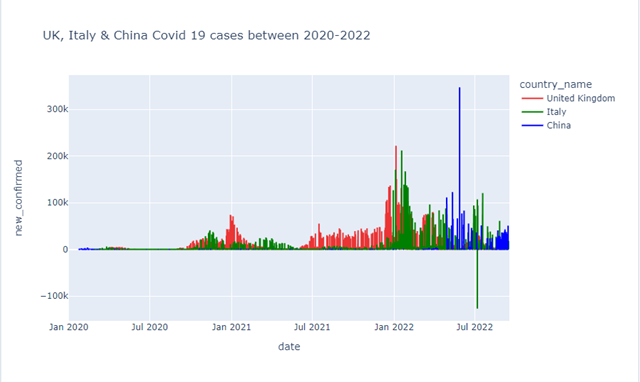 UK, Italy & China Covid 19 cases between 2020-2022
country_name
United Kingdom
Italy
China
new_confirmed
300k
200k
100k
0
−100k
Jan 2020
Jul 2020
Jan 2021
Jul 2021
Jan 2022
Jul 2022
date